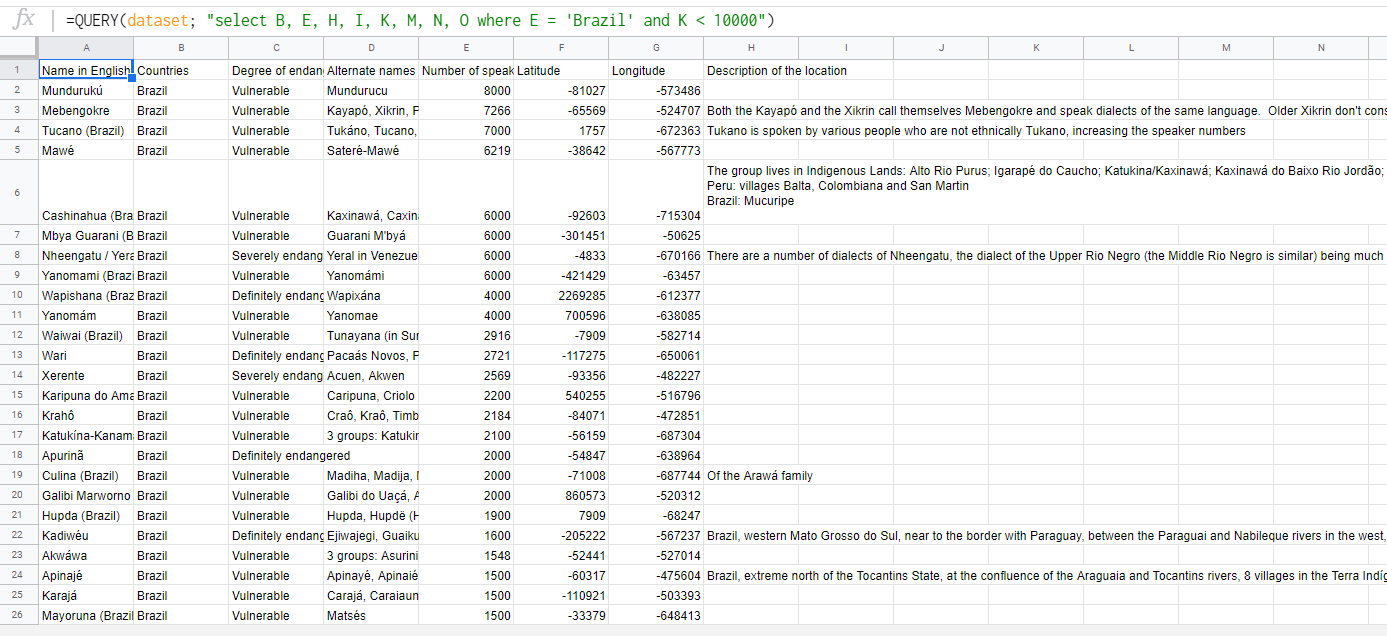 fx =QUERY(dataset; "select B, E, H, I, K, M, N, O where E = 'Brazil' and K < 10000")
A B C D E F G H I J K L M N
1 Name in English Countries Degree of endan Alternate names Number of speak Latitude Longitude Description of the location
2 Mundurukú Brazil Vulnerable Mundurucu 8000 -81027 -573486
3 Mebengokre Brazil Vulnerable Kayapó, Xikrin, P 7266 -65569 -524707 Both the Kayapó and the Xikrin call themselves Mebengokre and speak dialects of the same language. Older Xikrin don't cons
4 Tucano (Brazil) Brazil Vulnerable Tukáno, Tucano, 7000 1757 -672363 Tukano is spoken by various people who are not ethnically Tukano, increasing the speaker numbers
5 Mawé Brazil Vulnerable Sateré-Mawé 6219 -38642 -567773
The group lives in Indigenous Lands: Alto Rio Purus; Igarapé do Caucho; Katukina/Kaxinawá; Kaxinawá do Baixo Rio Jordão;
Peru: villages Balta, Colombiana and San Martin
Brazil: Mucuripe
6 Cashinahua (Bra Brazil Vulnerable Kaxinawá, Caxin 6000 -92603 -715304
7 Mbya Guarani (B Brazil Vulnerable Guarani M'byá 6000 -301451 -50625
8 Nheengatu / Yera Brazil Severely endang Yeral in Venezue 6000 -4833 -670166 There are a number of dialects of Nheengatu, the dialect of the Upper Rio Negro (the Middle Rio Negro is similar) being much
9 Yanomami (Brazi Brazil Vulnerable Yanomámi 6000 -421429 -63457
10 Wapishana (Braz Brazil Definitely endang Wapixána 4000 2269285 -612377
11 Yanomám Brazil Vulnerable Yanomae 4000 700596 -638085
12 Waiwai (Brazil) Brazil Vulnerable Tunayana (in Sur 2916 -7909 -582714
13 Wari Brazil Definitely endang Pacaás Novos, P 2721 -117275 -650061
14 Xerente Brazil Severely endang Acuen, Akwen 2569 -93356 -482227
15 Karipuna do Ama Brazil Vulnerable Caripuna, Criolo 2200 540255 -516796
16 Krahô Brazil Vulnerable Craô, Kraô, Timb 2184 -84071 -472851
17 Katukína-Kanam Brazil Vulnerable 3 groups: Katukin 2100 -56159 -687304
18 Apurinã Brazil Definitely endangered 2000 -54847 -638964
19 Culina (Brazil) Brazil Vulnerable Madiha, Madija, 2000 -71008 -687744 Of the Arawá family
20 Galibi Marworno Brazil Vulnerable Galibi do Uaçá, A 2000 860573 -520312
21 Hupda (Brazil) Brazil Vulnerable Hupda, Hupdë (H 1900 7909 -68247
22 Kadiwéu Brazil Definitely endang Ejiwajegi, Guaiku 1600 -205222 -567237 Brazil, western Mato Grosso do Sul, near to the border with Paraguay, between the Paraguai and Nabileque rivers in the west,
23 Akwáwa Brazil Vulnerable 3 groups: Asurini 1548 -52441 -527014
24 Apinajé Brazil Vulnerable Apinayé, Apinaié 1500 -60317 -475604 Brazil, extreme north of the Tocantins State, at the confluence of the Araguaia and Tocantins rivers, 8 villages in the Terra Indíg
25 Karajá Brazil Vulnerable Carajá, Caraiaun 1500 -110921 -503393
26 Mayoruna (Brazil Brazil Vulnerable Matsés 1500 -33379 -648413